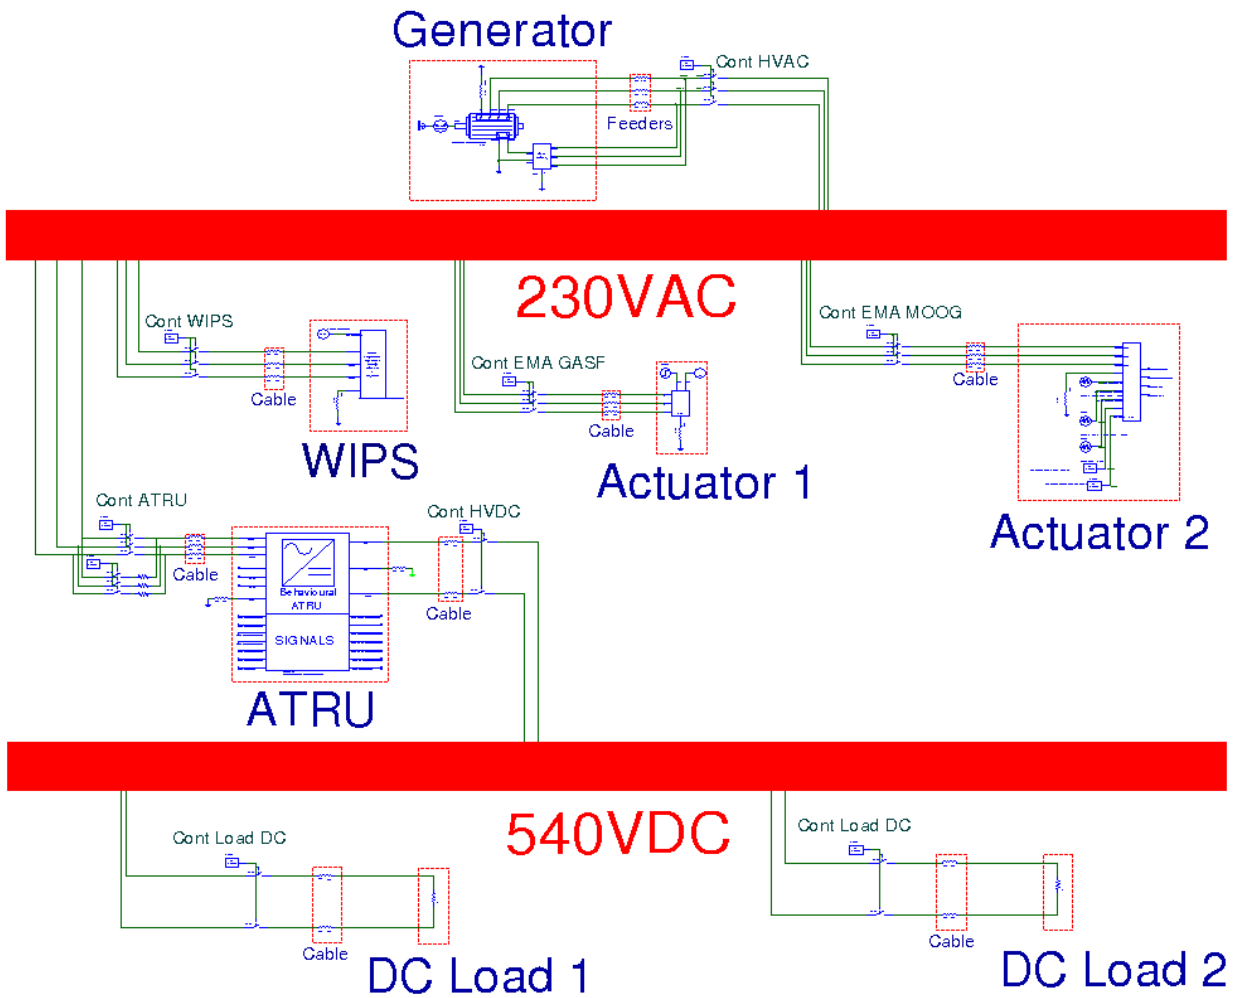 Generator
Cont HVAC
Feeders
230VAC
Cont WIPS
Cable
WIPS
Cont EMA GASF
Cable
Actuator 1
Cont EMA MOOG
Cable
Actuator 2
Cont ATRU
Cable
Behavioural
ATRU
SIGNALS
ATRU
Cont HVDC
Cable
540VDC
Cont Load DC
Cable
DC Load 1
Cont Load DC
Cable
DC Load 2